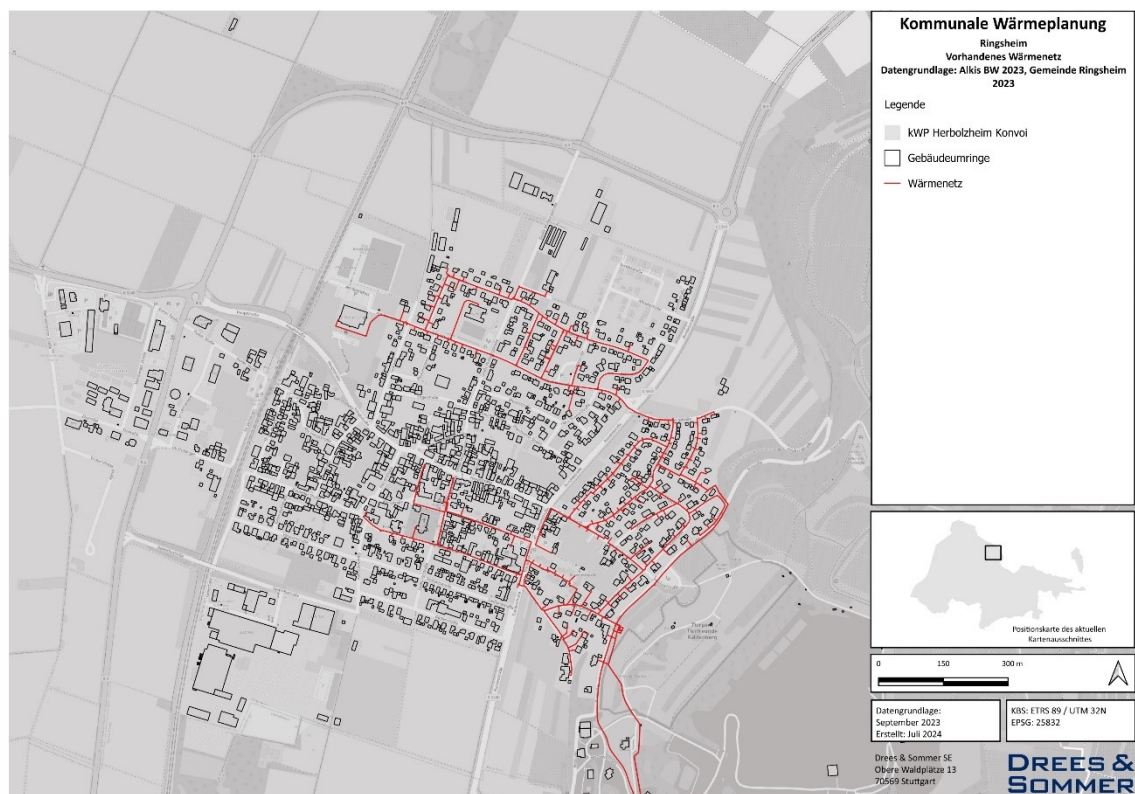 Kommunale Wärmeplanung
Ringsheim
Vorhandenes Wärmenetz
Datengrundlage: Alkis BW 2023, Gemeinde Ringsheim
2023
Legende
kWP Herbolzheim Konvoi
Gebäudeumringe
Wärmenetz
Positionskarte des aktuellen
Kartenausschnittes
0 150 300 m
Datengrundlage:
September 2023
Erstellt: Juli 2024
KBS: ETRS 89 / UTM 32N
EPSG: 25832
Drees & Sommer SE
Obere Waldplätze 13
70569 Stuttgart
DREES &
SOMMER